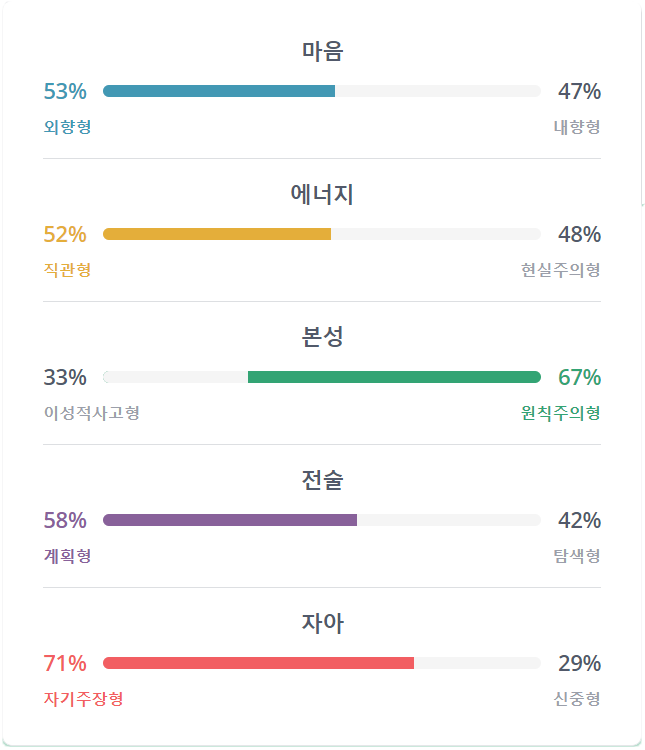 마음
53% 47%
외향형 내향형
에너지
52% 48%
직관형 현실주의형
본성
33% 67%
이성적사고형 원칙주의형
전술
58% 42%
계획형 탐색형
자아
71% 29%
자기주장형 신중형